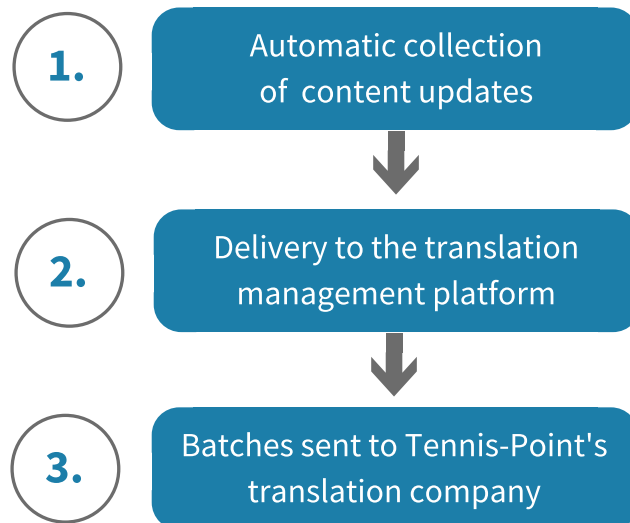 1.
Automatic collection
of content updates
2.
Delivery to the translation
management platform
3.
Batches sent to Tennis-Point's
translation company